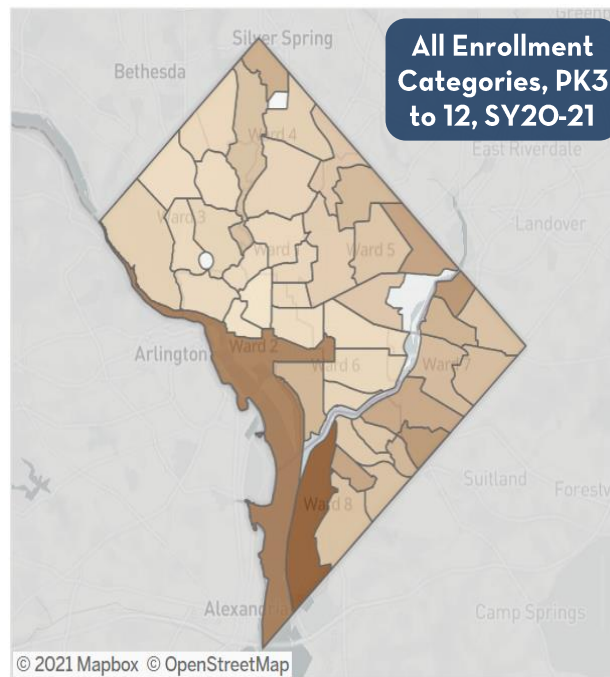 Silver Spring
Bethesda
All Enrollment
Categories, PK3
to 12, SY20-21
Ward 4
East Riverdale
Landover
Ward 3
Ward 5
Arlington
Ward 2
Ward 6
Ward 7
Suitland
Ward 8
Alexandria
Camp Springs
© 2021 Mapbox © OpenStreetMap